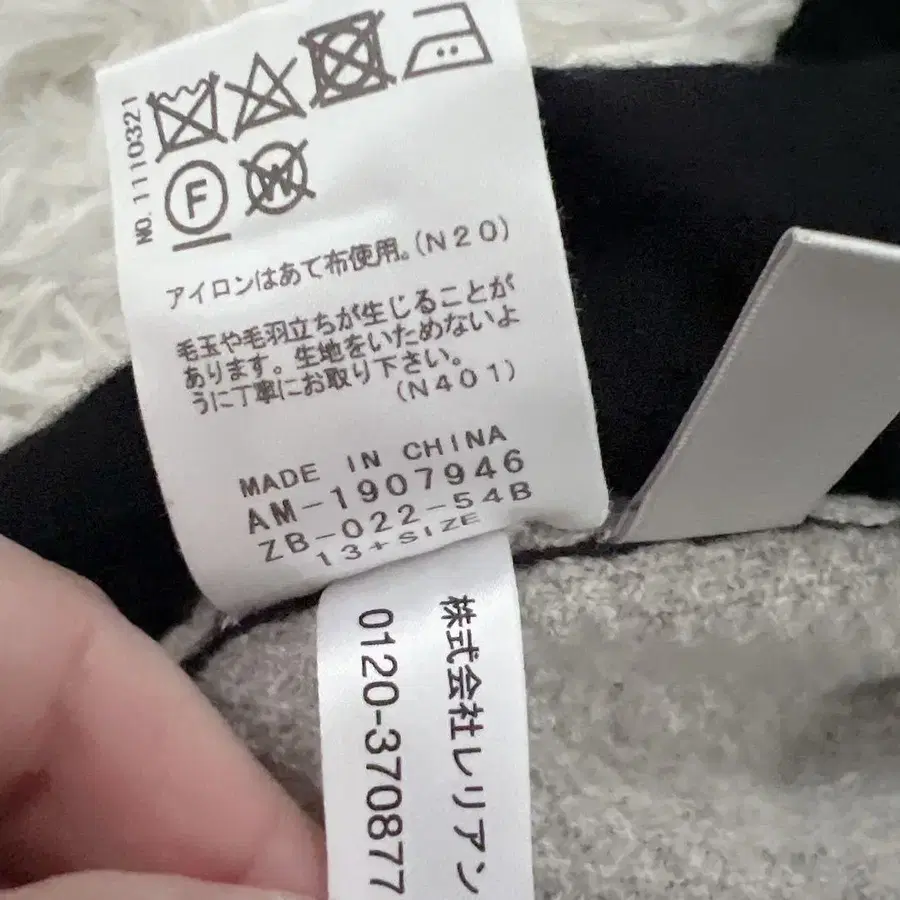 NO.1110321
F
W
アイロンはあて布使用。(N20)
毛玉や毛羽立ちが生じることが
あります。生地をいためないよ
うに丁寧にお取り下さい。
(N401)
MADE IN CHINA
AM-1907946
ZB-022-54B
13+SIZE
株式会社レリアン
0120-370877